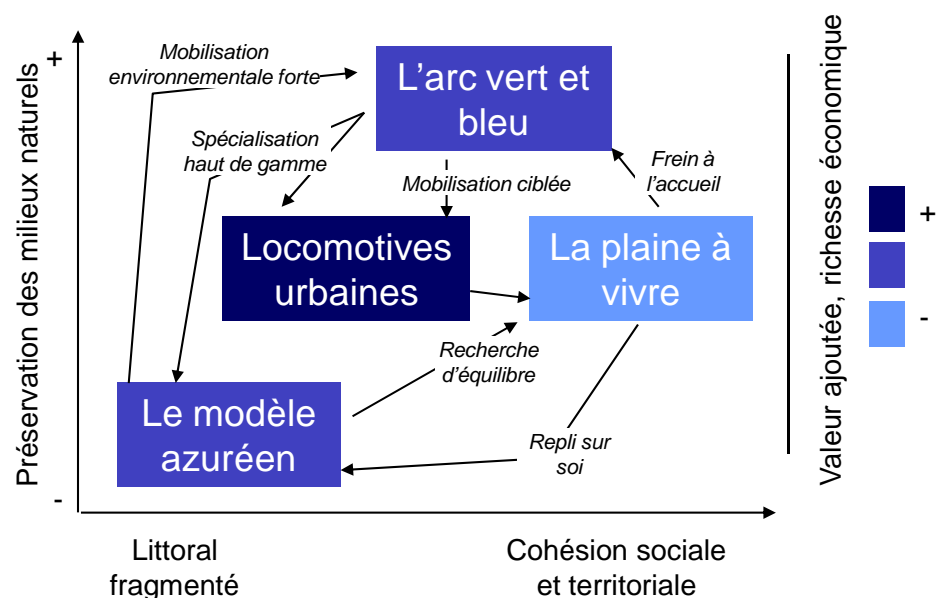 Préservation des milieux naturels
+
-
Mobilisation
environnementale forte
L'arc vert et
bleu
Spécialisation
haut de gamme
Mobilisation ciblée
Frein à
l'accueil
Locomotives
urbaines
La plaine à
vivre
Recherche
d'équilibre
Le modèle
azuréen
Repli sur
soi
Littoral
fragmenté
Cohésion sociale
et territoriale
Valeur ajoutée, richesse économique
+
-